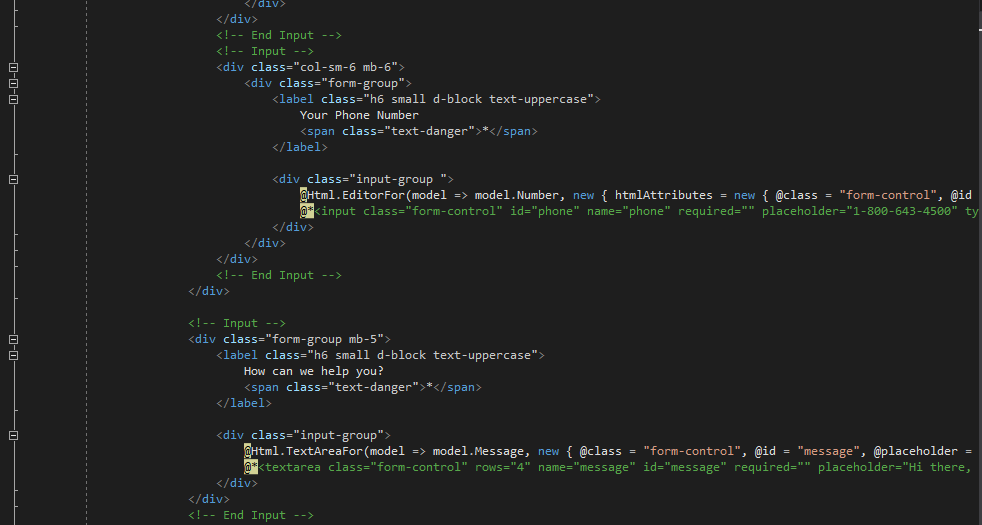 </div>
</div>
<!-- End Input -->
<!-- Input -->
<div class="col-sm-6 mb-6">
<div class="form-group">
<label class="h6 small d-block text-uppercase">
Your Phone Number
<span class="text-danger">*</span>
</label>
<div class="input-group ">
@Html.EditorFor(model => model.Number, new { htmlAttributes = new { @class = "form-control", @id
@*<input class="form-control" id="phone" name="phone" required="" placeholder="1-800-643-4500" ty
</div>
</div>
</div>
<!-- End Input -->
</div>
<!-- Input -->
<div class="form-group mb-5">
<label class="h6 small d-block text-uppercase">
How can we help you?
<span class="text-danger">*</span>
</label>
<div class="input-group">
@Html.TextAreaFor(model => model.Message, new { @class = "form-control", @id = "message", @placeholder =
@*<textarea class="form-control" rows="4" name="message" id="message" required="" placeholder="Hi there,
</div>
</div>
<!-- End Input -->